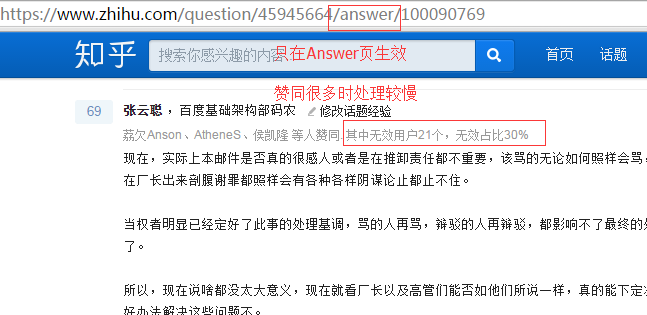 https://www.zhihu.com/question/45945664/answer/100090769
知乎 搜索你感兴趣的内容... 只在Answer页生效 首页 话题
赞同很多时处理较慢
69 张云聪,百度基础架构部码农 修改话题经验
荔欠Anson、AtheneS、侯凯隆 等人赞同.其中无效用户21个,无效占比30%
现在,实际上本邮件是否真的很感人或者是在推卸责任都不重要,该骂的无论如何照样会骂,
在厂长出来剖腹谢罪都照样会有各种各样阴谋论止都止不住。
当权者明显已经定好了此事的处理基调,骂的人再骂,辩驳的人再辩驳,都影响不了最终的处
了。
所以,现在说啥都没太大意义,现在就看厂长以及高管们能否如他们所说一样,真的能下定决
好办法解决这些问题不。